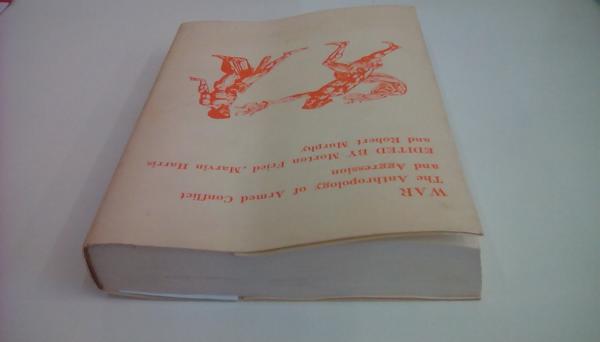 WAR
The Anthropology of Armed Conflict
and Aggression
EDITED BY Morton Fried, Marvin Harris
and Robert Murphy